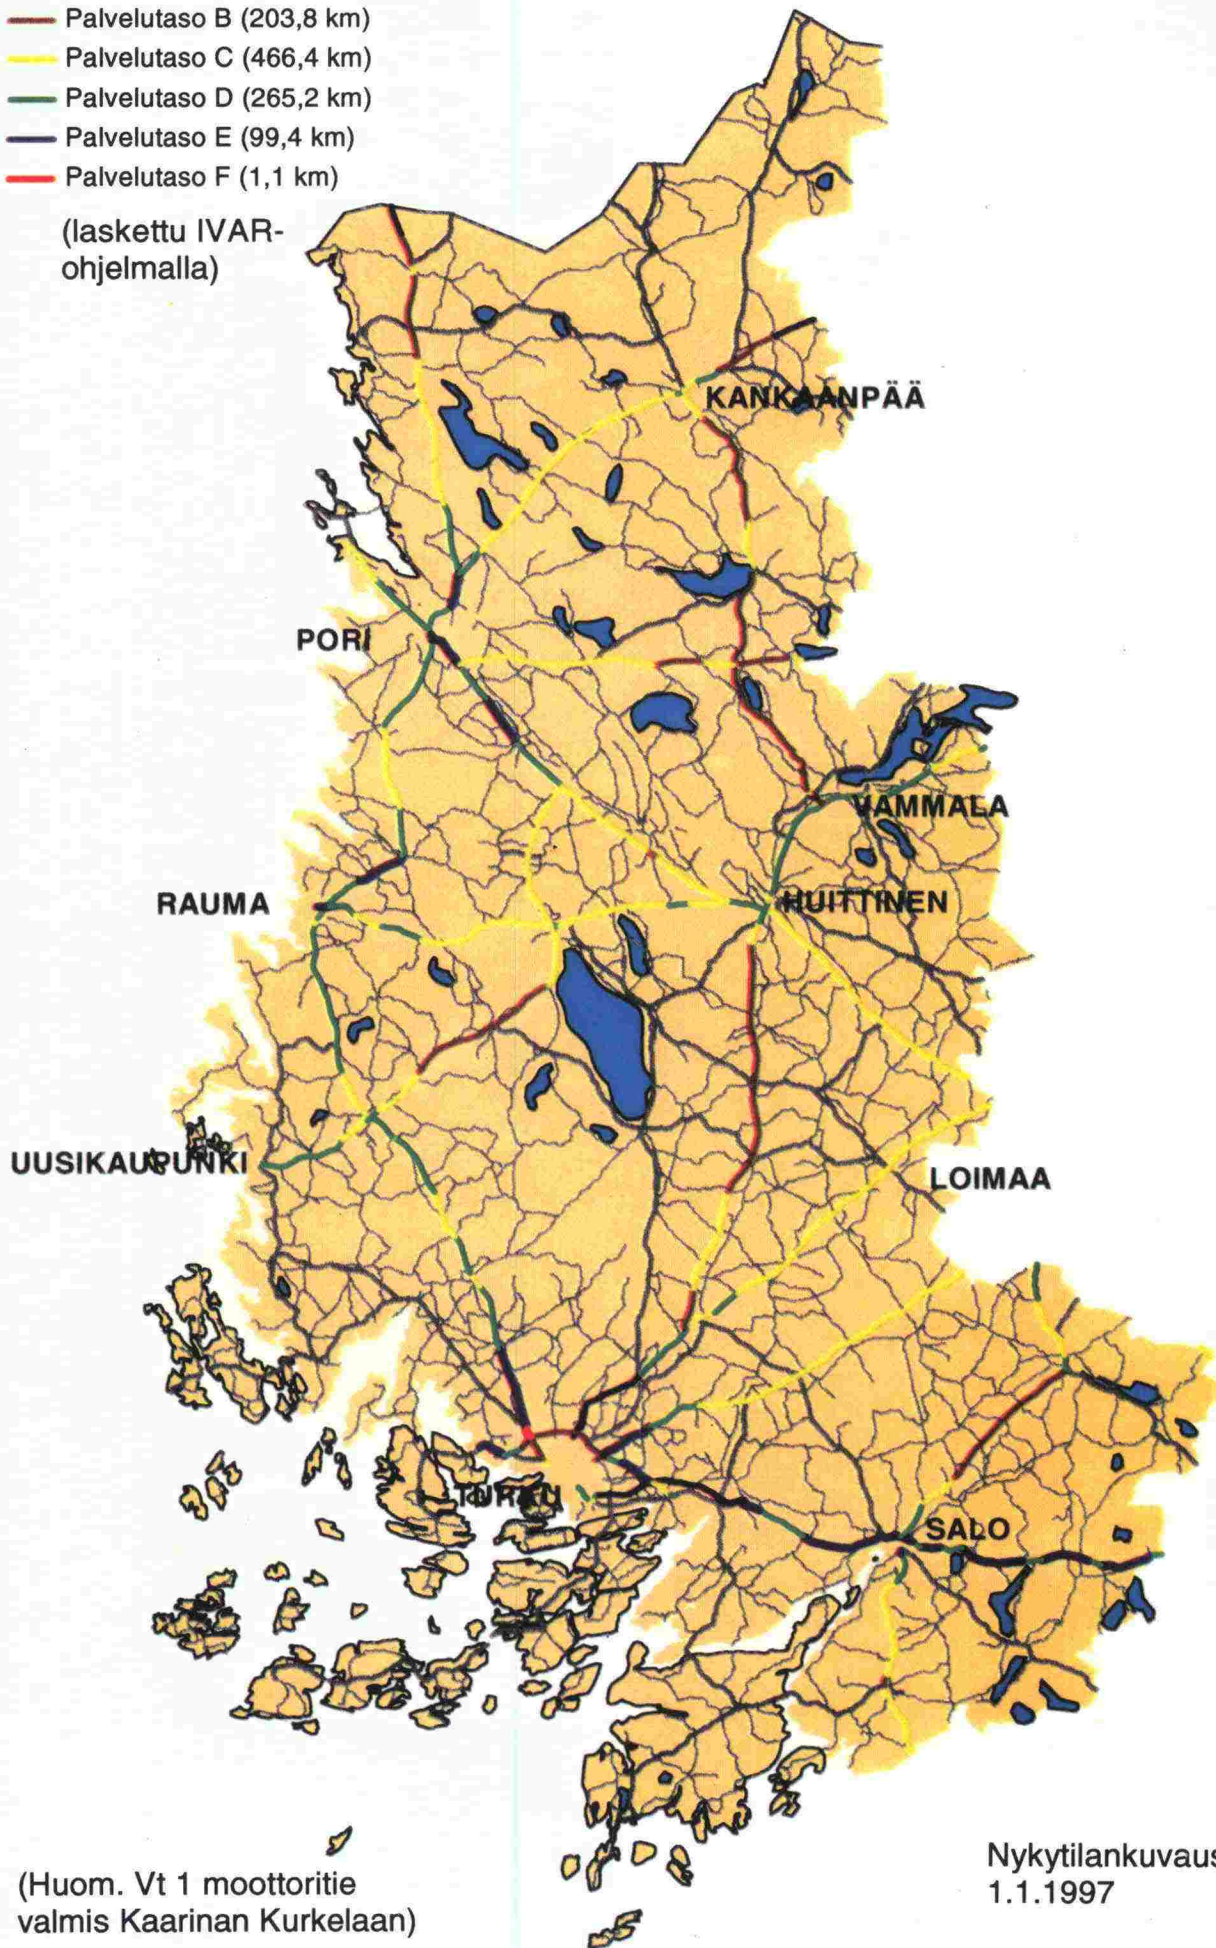 Palvelutaso B (203,8 km)
Palvelutaso C (466,4 km)
Palvelutaso D (265,2 km)
Palvelutaso E (99,4 km)
Palvelutaso F (1,1 km)
(laskettu IVAR-
ohjelmalla)
KANKAANPÄÄ
PORI
VAMMALA
RAUMA
HUITTINEN
UUSIKAUPUNKI
LOIMAA
TURKU
SALO
(Huom. Vt 1 moottoritie
valmis Kaarinan Kurkelaan)
Nykytilankuvaus
1.1.1997